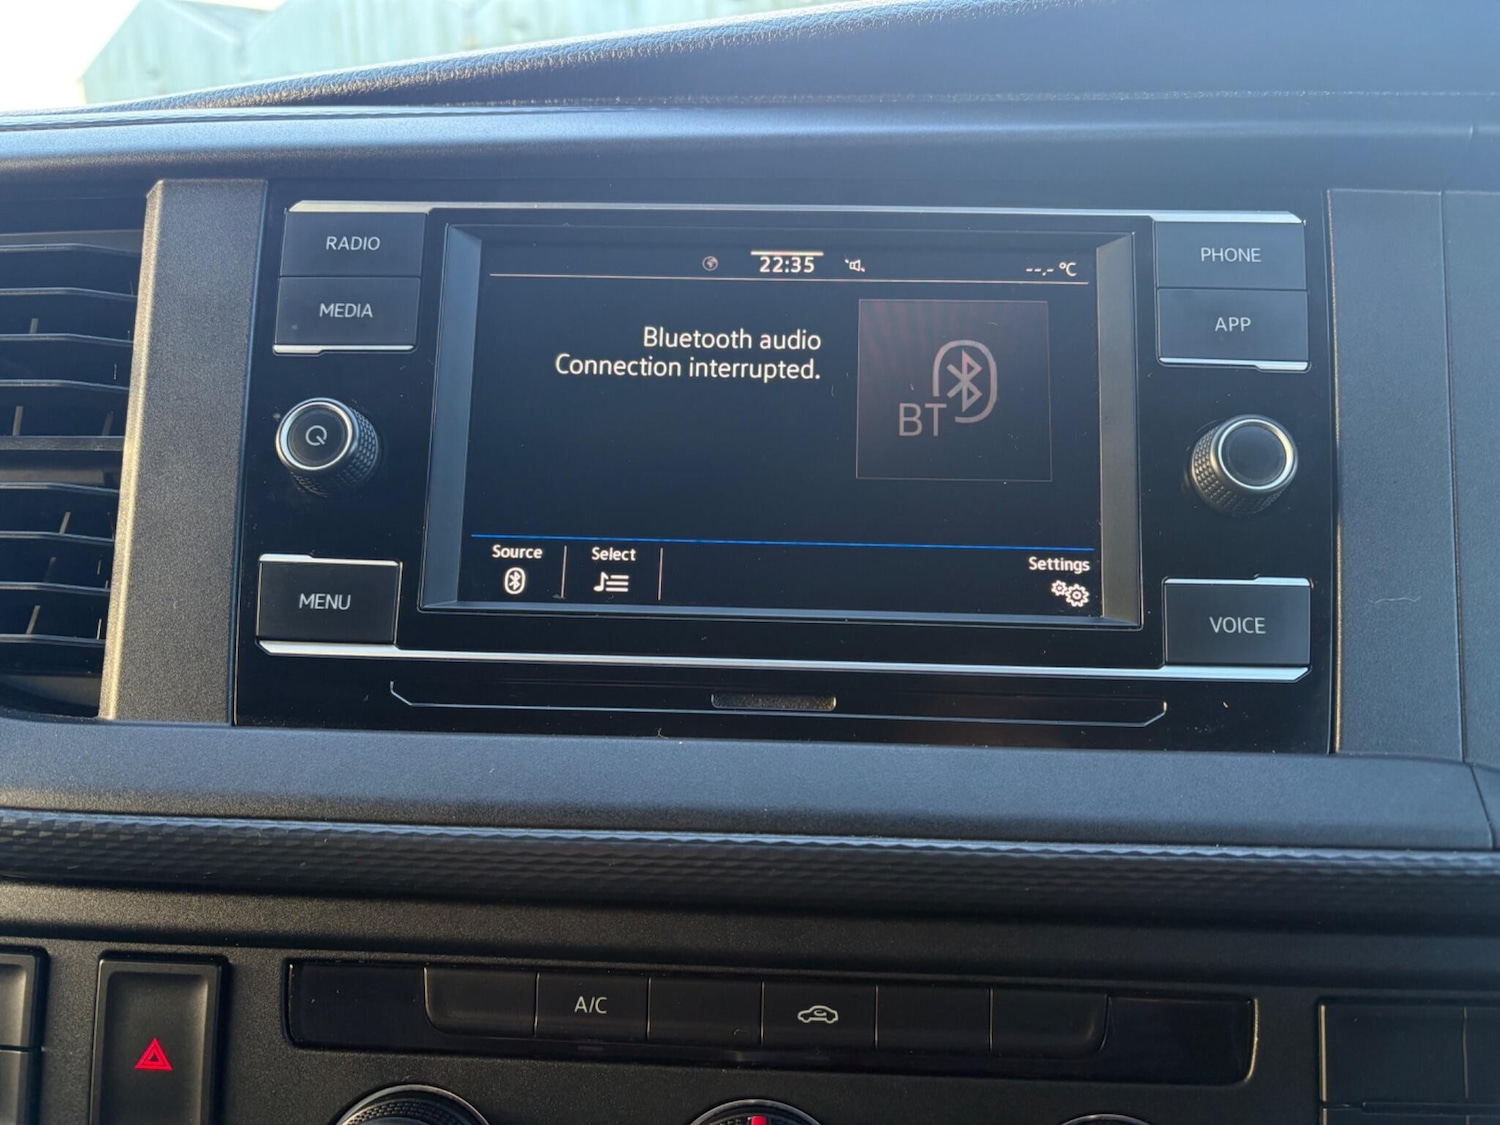 RADIO
MEDIA
MENU
22:35
--.- °C
Bluetooth audio
Connection interrupted.
BT
Source
Select
Settings
PHONE
APP
VOICE
A/C